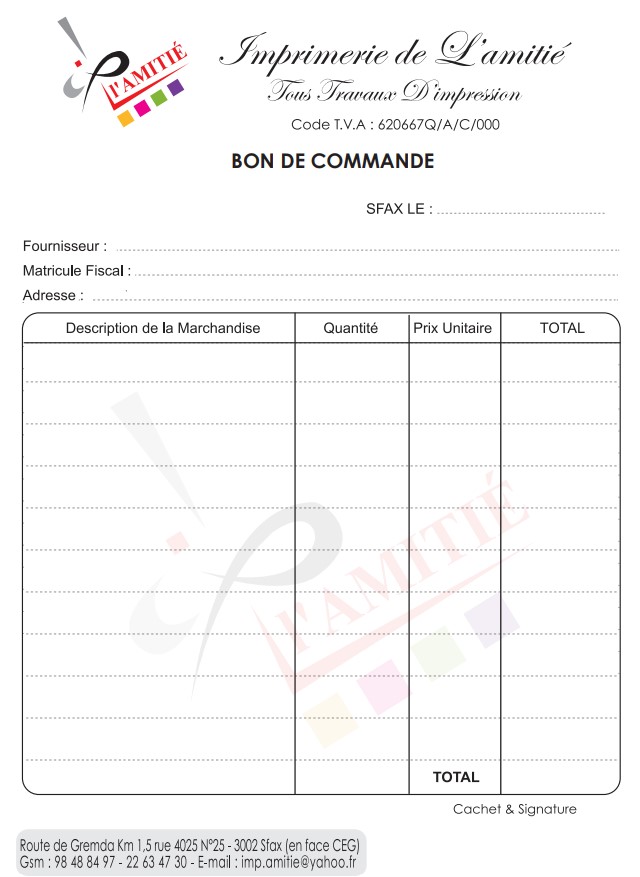 L'AMITIÉ
Imprimerie de L'amitié
Tous Travaux D'impression
Code T.V.A : 620667Q/A/C/000
BON DE COMMANDE
SFAX LE :
Fournisseur :
Matricule Fiscal :
Adresse :
Description de la Marchandise Quantité Prix Unitaire TOTAL
L'AMITIÉ
TOTAL
Cachet & Signature
Route de Gremda Km 1,5 rue 4025 N°25 - 3002 Sfax (en face CEG)
Gsm : 98 48 84 97 - 22 63 47 30 - E-mail : imp.amitie@yahoo.fr